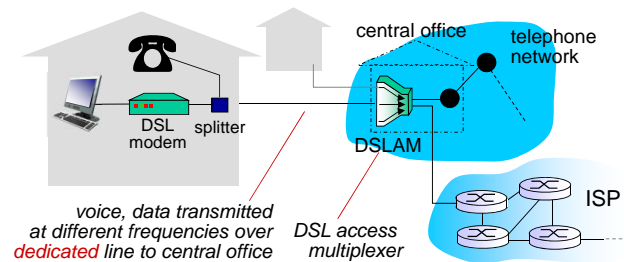 central office
telephone
network
DSL
modem
splitter
DSLAM
voice, data transmitted
at different frequencies over
dedicated line to central office
DSL access
multiplexer
ISP